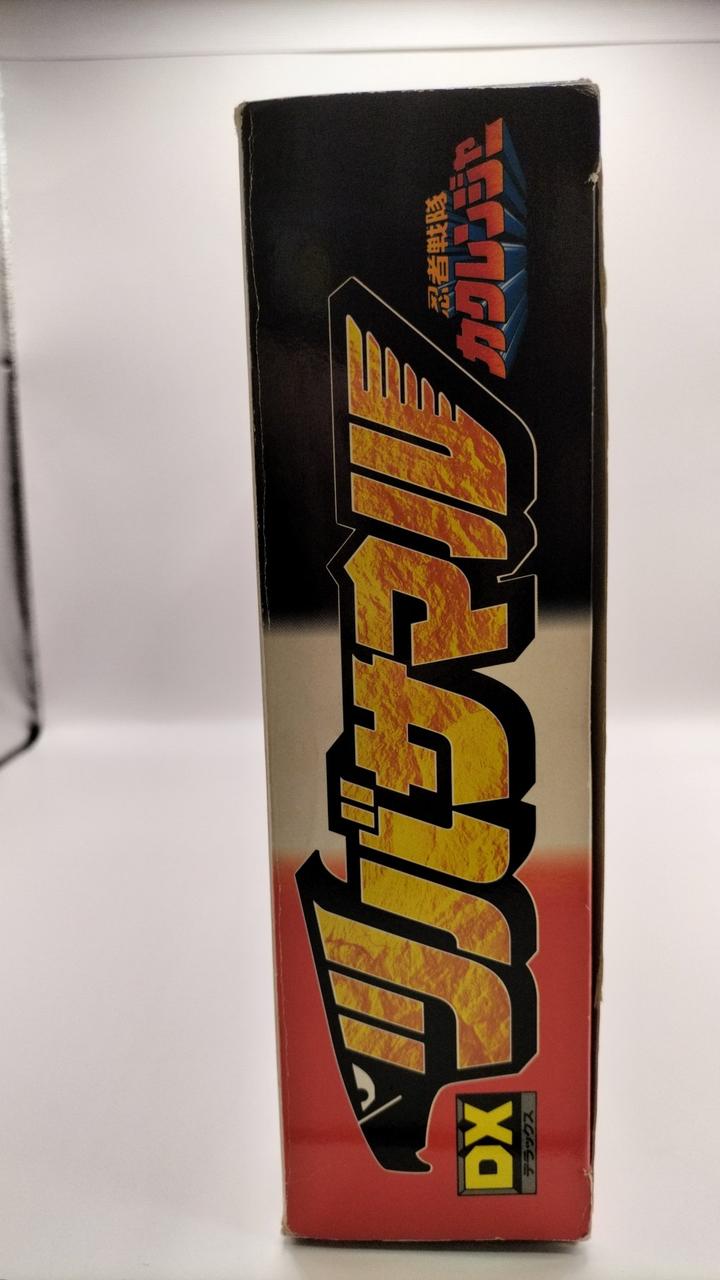 DX
デラックス
ツバサマル
忍者戦隊
カクレンジャー